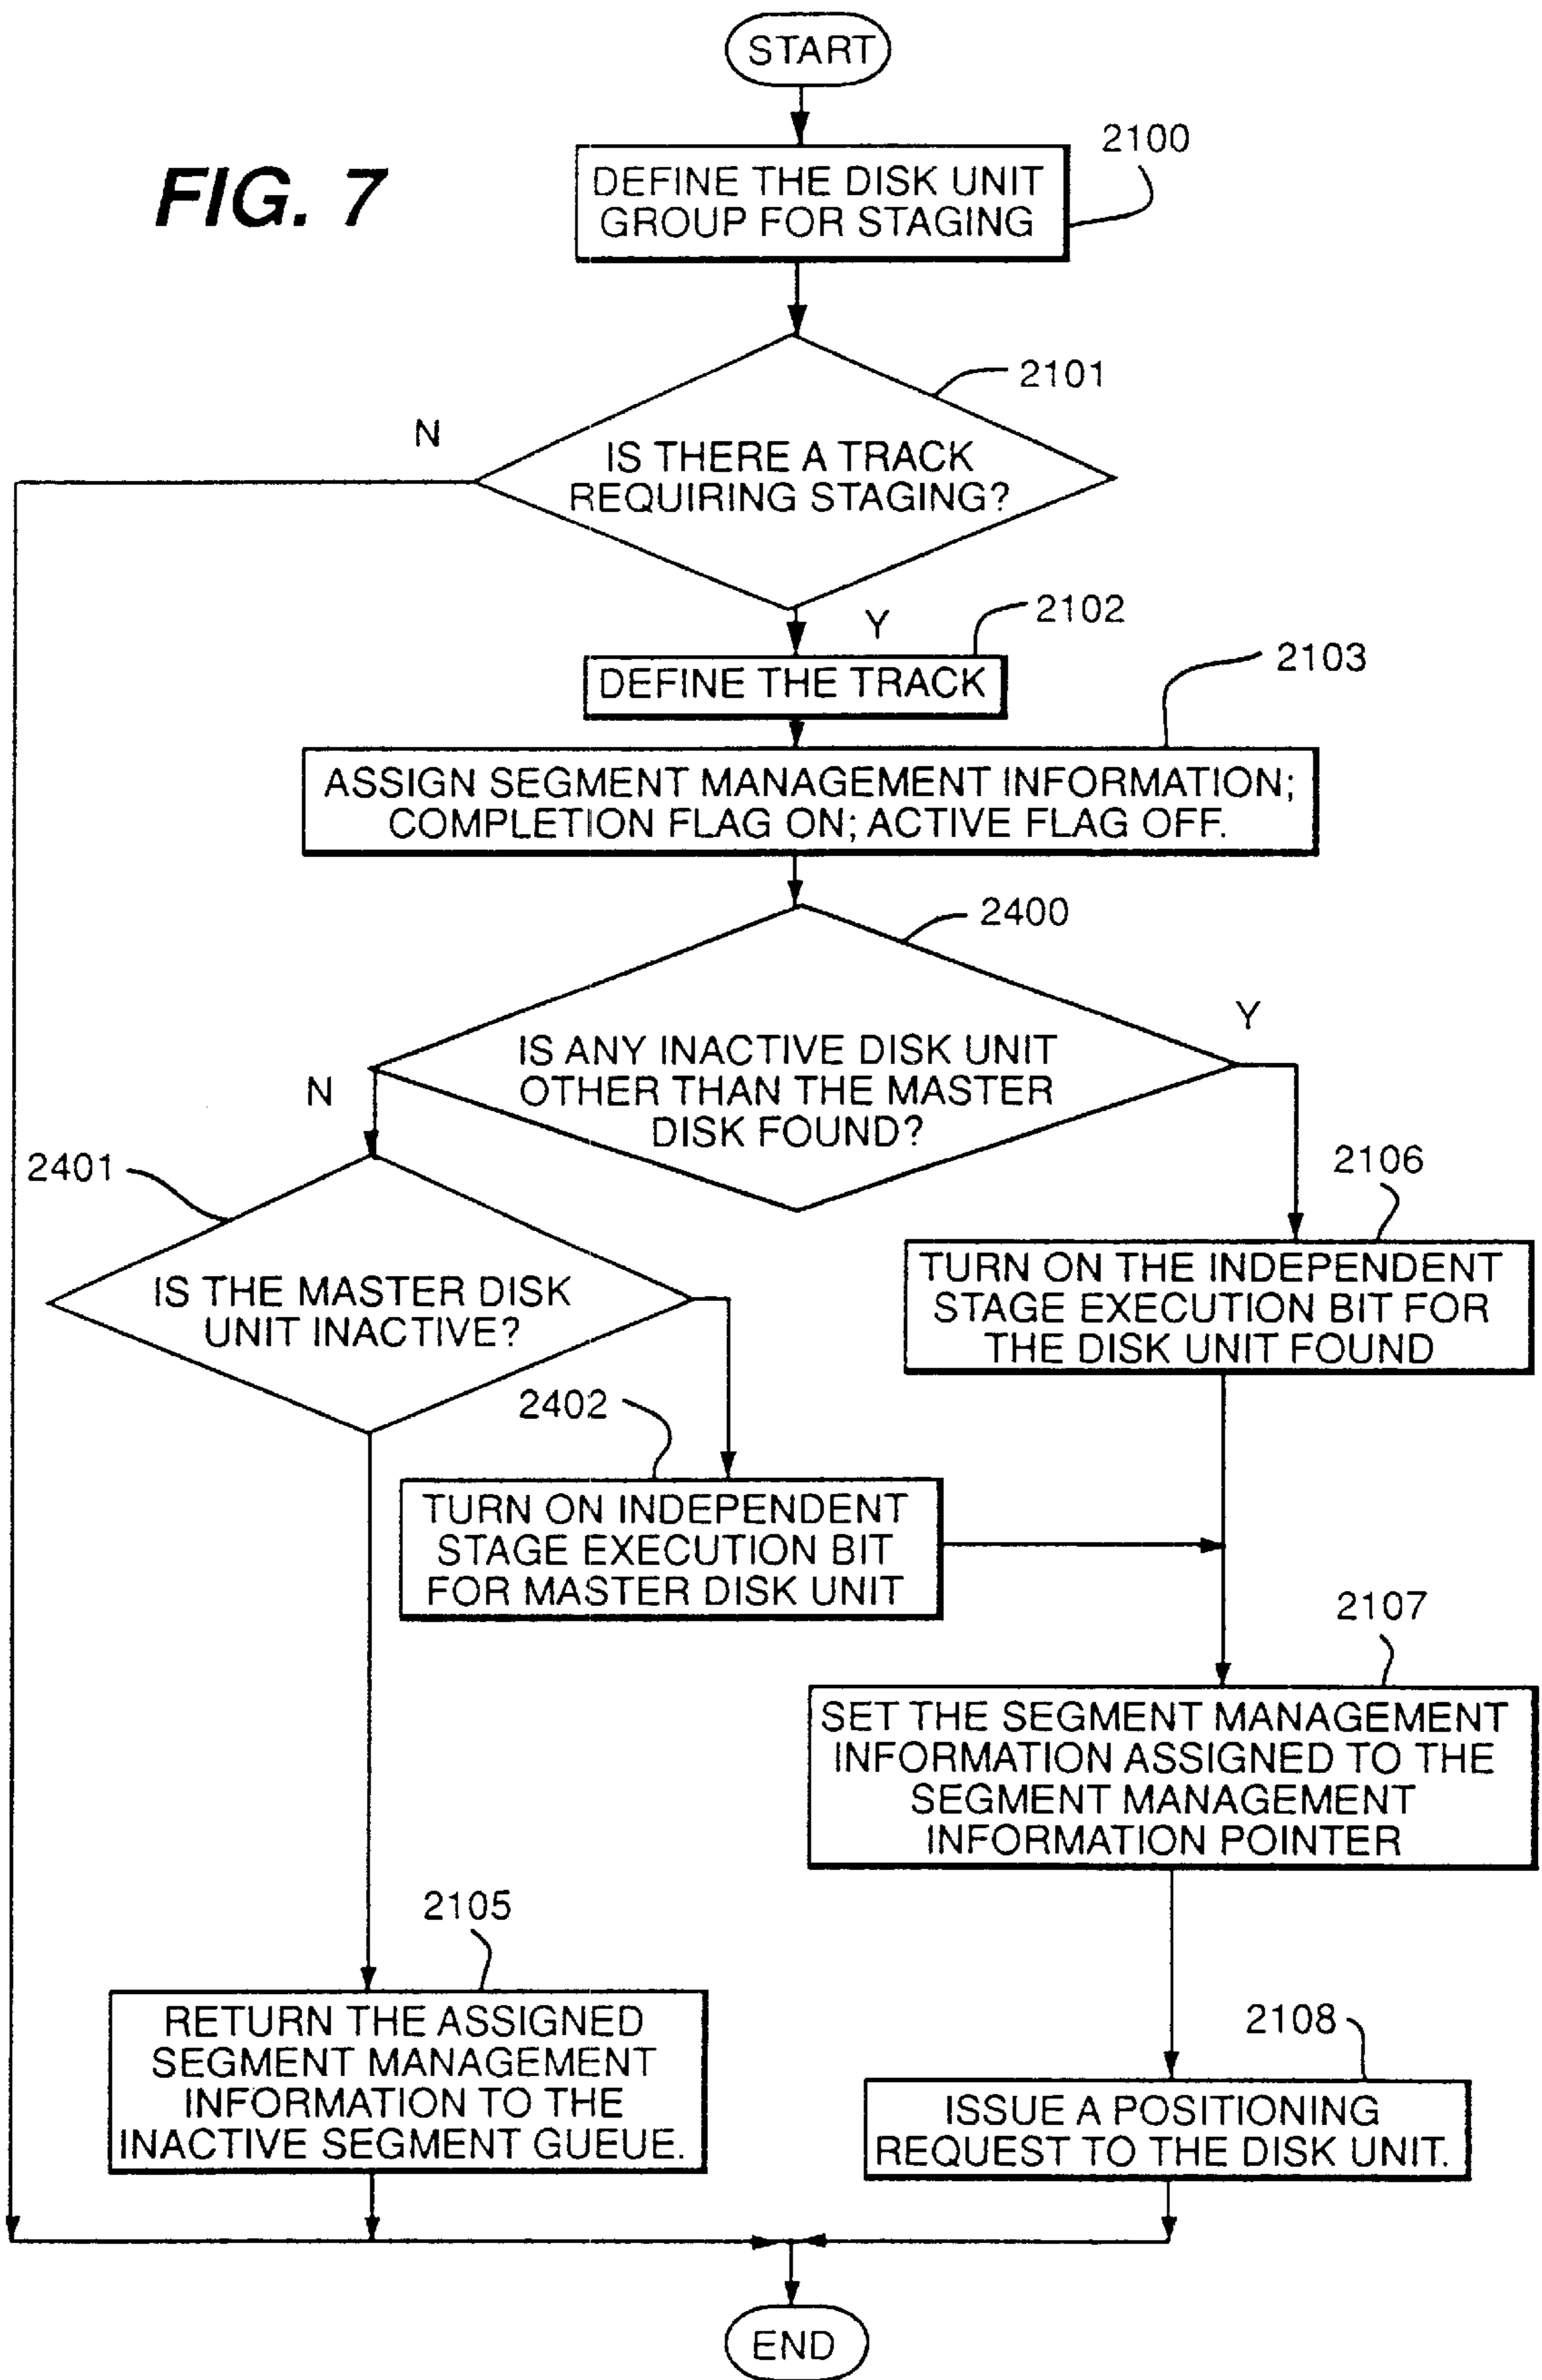 START
FIG. 7
2100
DEFINE THE DISK UNIT
GROUP FOR STAGING
2101
N
IS THERE A TRACK
REQUIRING STAGING?
Y
2102
DEFINE THE TRACK
2103
ASSIGN SEGMENT MANAGEMENT INFORMATION;
COMPLETION FLAG ON; ACTIVE FLAG OFF.
2400
Y
IS ANY INACTIVE DISK UNIT
OTHER THAN THE MASTER
DISK FOUND?
N
2401
IS THE MASTER DISK
UNIT INACTIVE?
2106
TURN ON THE INDEPENDENT
STAGE EXECUTION BIT FOR
THE DISK UNIT FOUND
2402
TURN ON INDEPENDENT
STAGE EXECUTION BIT
FOR MASTER DISK UNIT
2107
SET THE SEGMENT MANAGEMENT
INFORMATION ASSIGNED TO THE
SEGMENT MANAGEMENT
INFORMATION POINTER
2105
RETURN THE ASSIGNED
SEGMENT MANAGEMENT
INFORMATION TO THE
INACTIVE SEGMENT GUEUE.
2108
ISSUE A POSITIONING
REQUEST TO THE DISK UNIT.
END